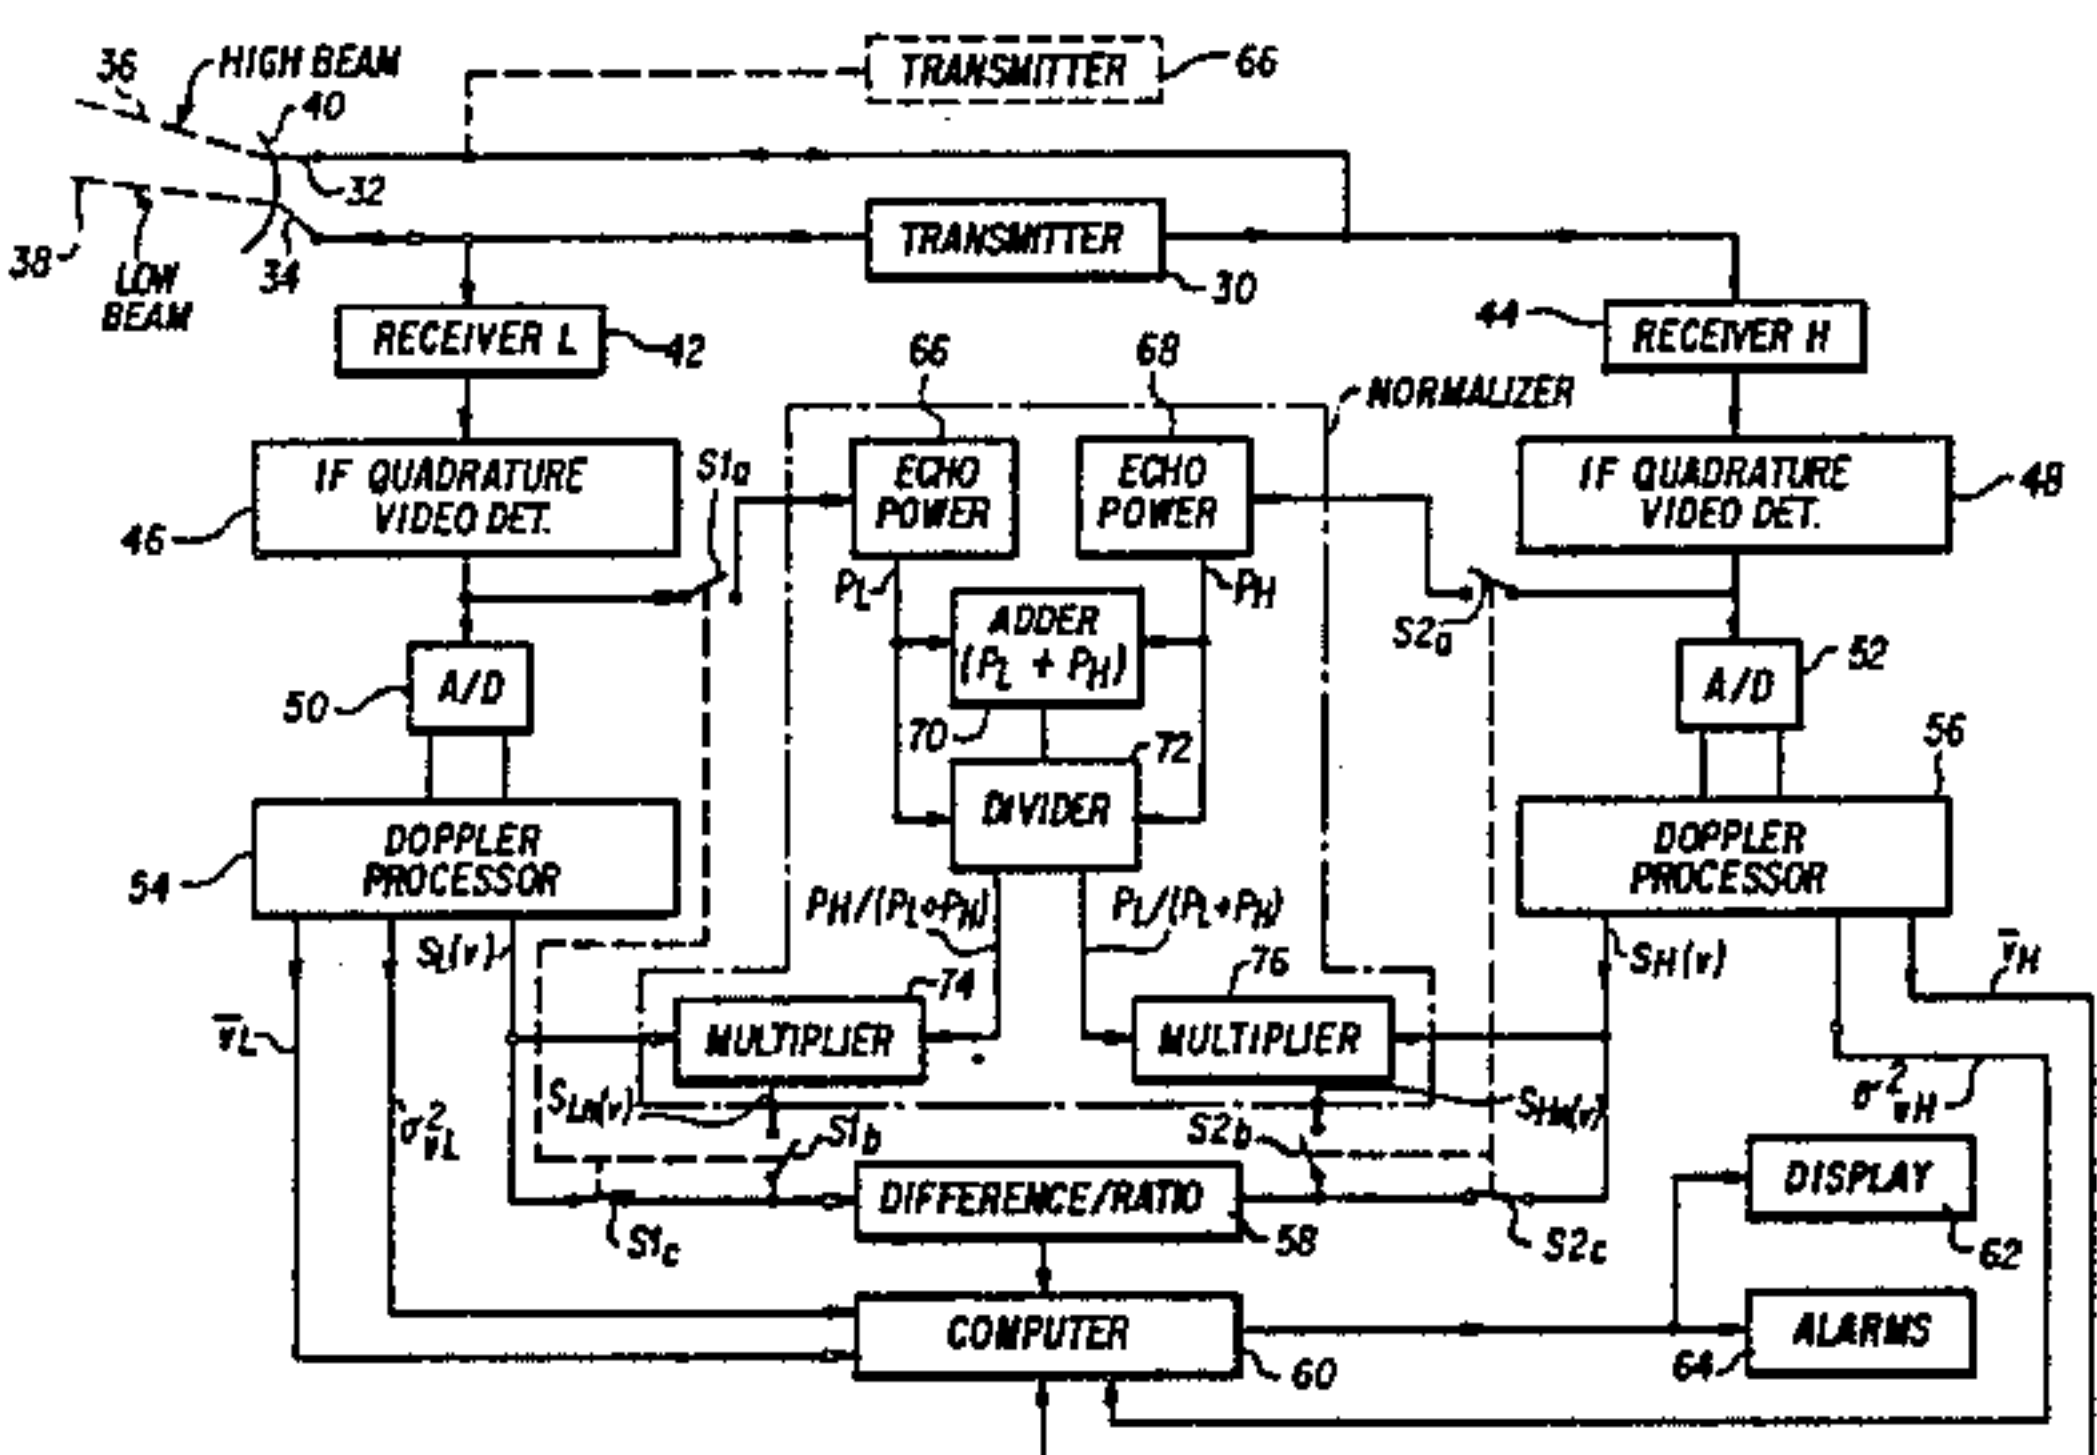 36
HIGH BEAM
TRANSMITTER
66
40
32
38
LOW
BEAM
34
TRANSMITTER
30
RECEIVER L
42
44
RECEIVER H
66
68
NORMALIZER
IF QUADRATURE
VIDEO DET.
46
S1a
ECHO
POWER
ECHO
POWER
IF QUADRATURE
VIDEO DET.
48
PL
PH
ADDER
(PL + PH)
S2a
A/D
50
A/D
52
70
72
DIVIDER
56
DOPPLER
PROCESSOR
54
DOPPLER
PROCESSOR
PH/(PL+PH)
PL/(PL+PH)
SL(v)
SH(v)
v̄H
v̄L
74
MULTIPLIER
76
MULTIPLIER
SLN(v)
SHN(v)
σ²vL
σ²vH
S1b
S2b
S1c
DIFFERENCE/RATIO
58
S2c
DISPLAY
62
COMPUTER
60
ALARMS
64